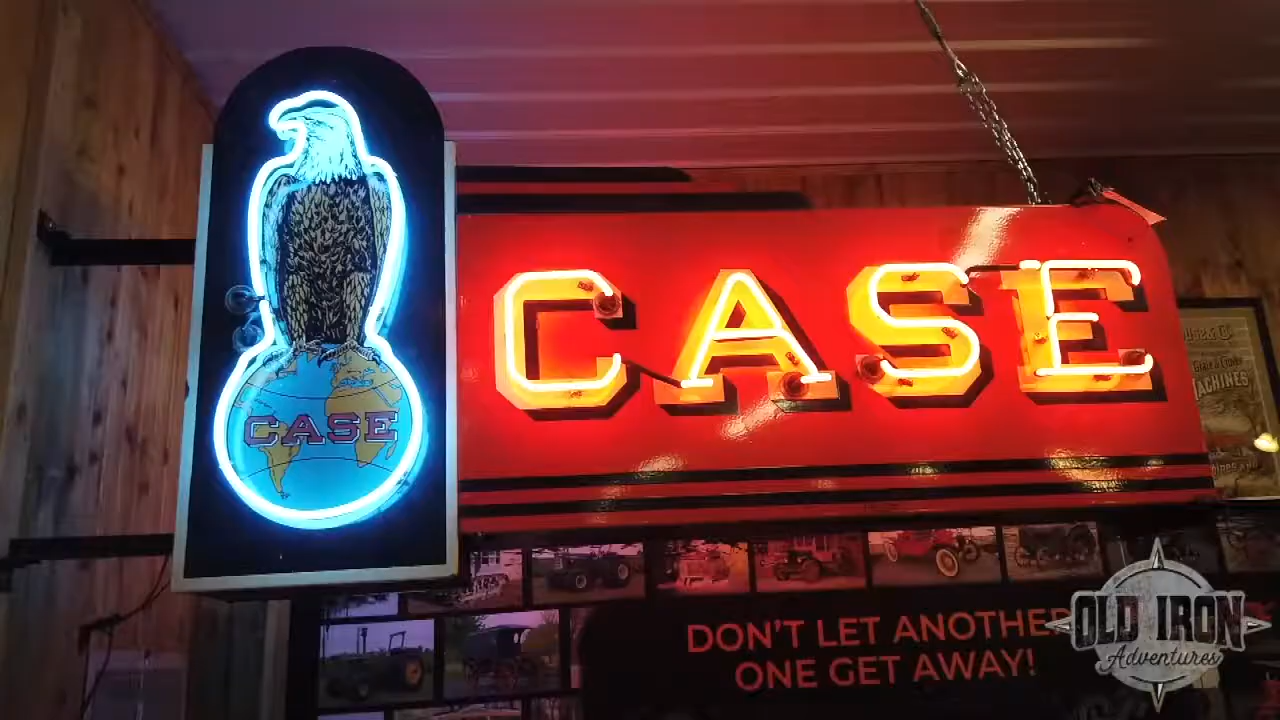 CASE
CASE
MACHINES
DON'T LET ANOTHER
ONE GET AWAY!
OLD IRON
Adventures